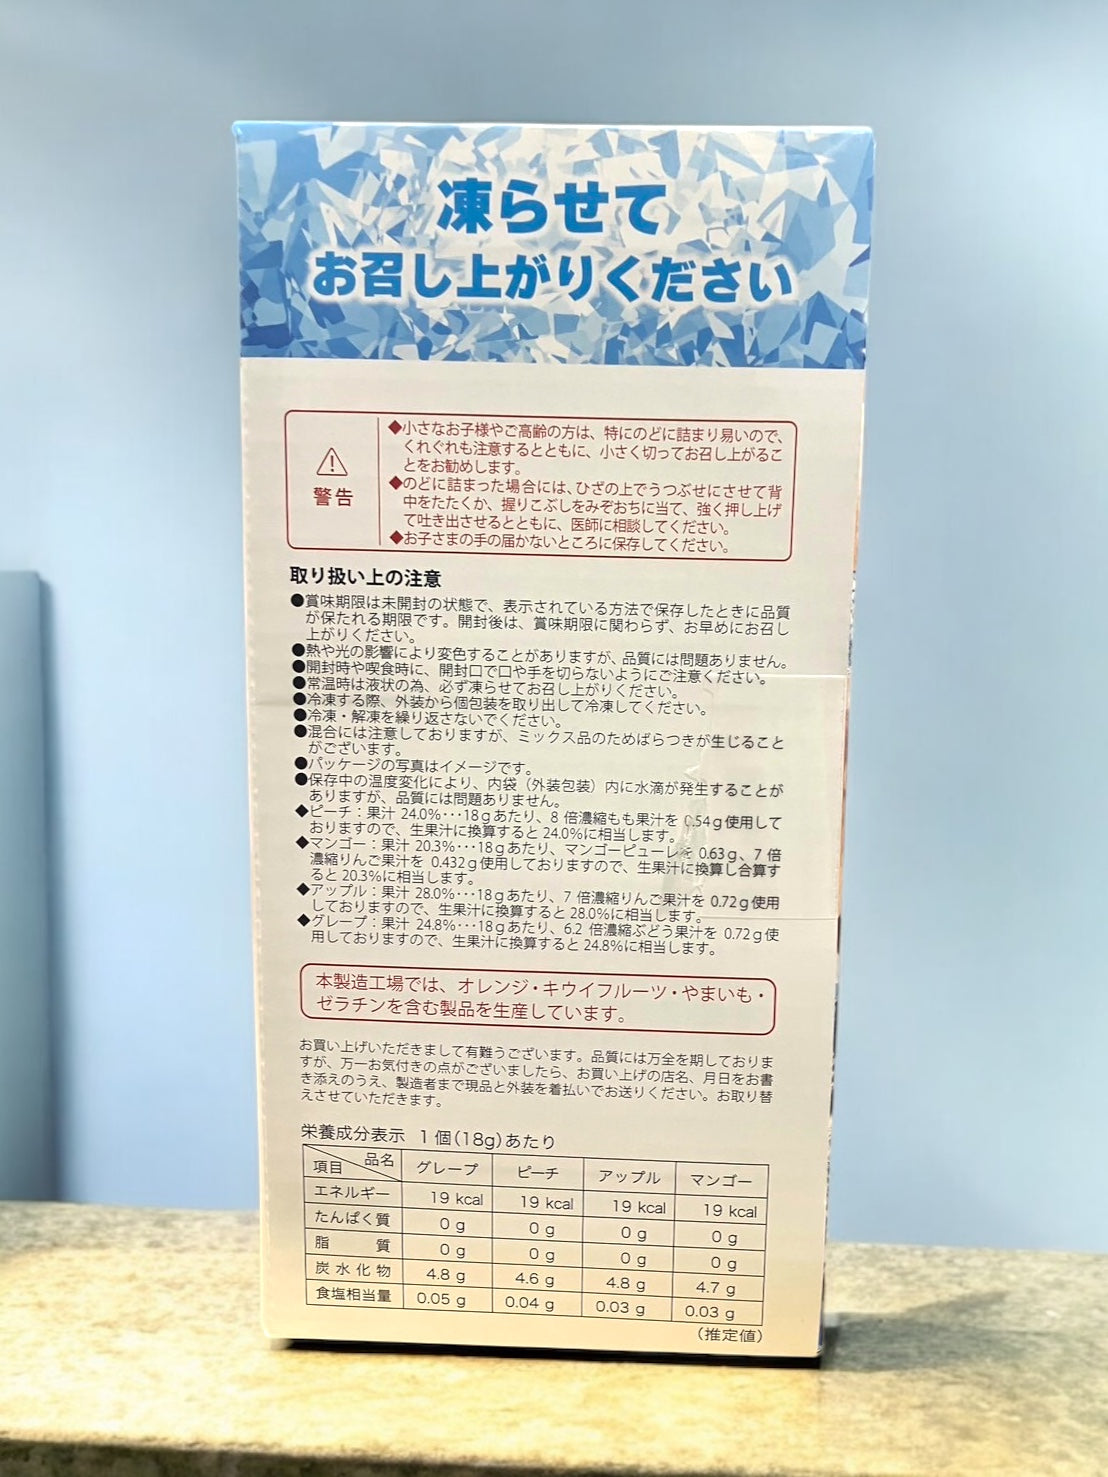 凍らせて
お召し上がりください
警告
◆小さなお子様やご高齢の方は、特にのどに詰まり易いので、
くれぐれも注意するとともに、小さく切ってお召し上がるこ
とをお勧めします。
◆のどに詰まった場合には、ひざの上でうつぶせにさせて背
中をたたくか、握りこぶしをみぞおちに当て、強く押し上げ
て吐き出させるとともに、医師に相談してください。
◆お子さまの手の届かないところに保存してください。
取り扱い上の注意
●賞味期限は未開封の状態で、表示されている方法で保存したときに品質
が保たれる期限です。開封後は、賞味期限に関わらず、お早めにお召し
上がりください。
●熱や光の影響により変色することがありますが、品質には問題ありません。
●開封時や喫食時に、開封口で口や手を切らないようにご注意ください。
●常温時は液状の為、必ず凍らせてお召し上がりください。
●冷凍する際、外装から個包装を取り出して冷凍してください。
●冷凍・解凍を繰り返さないでください。
●混合には注意しておりますが、ミックス品のためばらつきが生じること
がございます。
●パッケージの写真はイメージです。
●保存中の温度変化により、内袋（外装包装）内に水滴が発生することが
ありますが、品質には問題ありません。
◆ピーチ：果汁 24.0%･･･18gあたり、8 倍濃縮もも果汁を 0.54g使用して
おりますので、生果汁に換算すると 24.0%に相当します。
◆マンゴー：果汁 20.3%･･･18gあたり、マンゴーピューレを 0.63g、7 倍
濃縮りんご果汁を 0.432g使用しておりますので、生果汁に換算し合算す
ると 20.3%に相当します。
◆アップル：果汁 28.0%･･･18gあたり、7 倍濃縮りんご果汁を 0.72g使用
しておりますので、生果汁に換算すると 28.0%に相当します。
◆グレープ：果汁 24.8%･･･18gあたり、6.2 倍濃縮ぶどう果汁を 0.72g使
用しておりますので、生果汁に換算すると 24.8%に相当します。
本製造工場では、オレンジ・キウイフルーツ・やまいも・
ゼラチンを含む製品を生産しています。
お買い上げいただきまして有難うございます。品質には万全を期しておりま
すが、万一お気付きの点がございましたら、お買い上げの店名、月日をお書
き添えのうえ、製造者まで現品と外装を着払いでお送りください。お取り替
えさせていただきます。
栄養成分表示 1個(18g)あたり
項目 品名 グレープ ピーチ アップル マンゴー
エネルギー 19 kcal 19 kcal 19 kcal 19 kcal
たんぱく質 0 g 0 g 0 g 0 g
脂質 0 g 0 g 0 g 0 g
炭水化物 4.8 g 4.6 g 4.8 g 4.7 g
食塩相当量 0.05 g 0.04 g 0.03 g 0.03 g
（推定値）